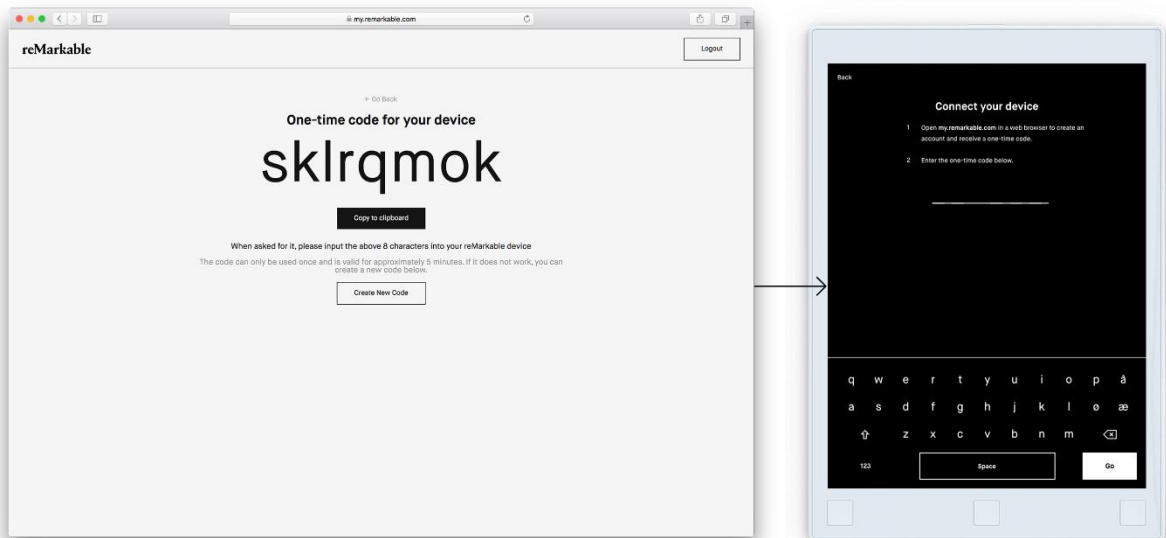 my.remarkable.com
reMarkable
Logout
← Go Back
One-time code for your device
sklrqmok
Copy to clipboard
When asked for it, please input the above 8 characters into your reMarkable device
The code can only be used once and is valid for approximately 5 minutes. If it does not work, you can
create a new code below.
Create New Code
Back
Connect your device
1 Open my.remarkable.com in a web browser to create an
account and receive a one-time code.
2 Enter the one-time code below.
q w e r t y u i o p å
a s d f g h j k l ø æ
z x c v b n m
123 Space Go